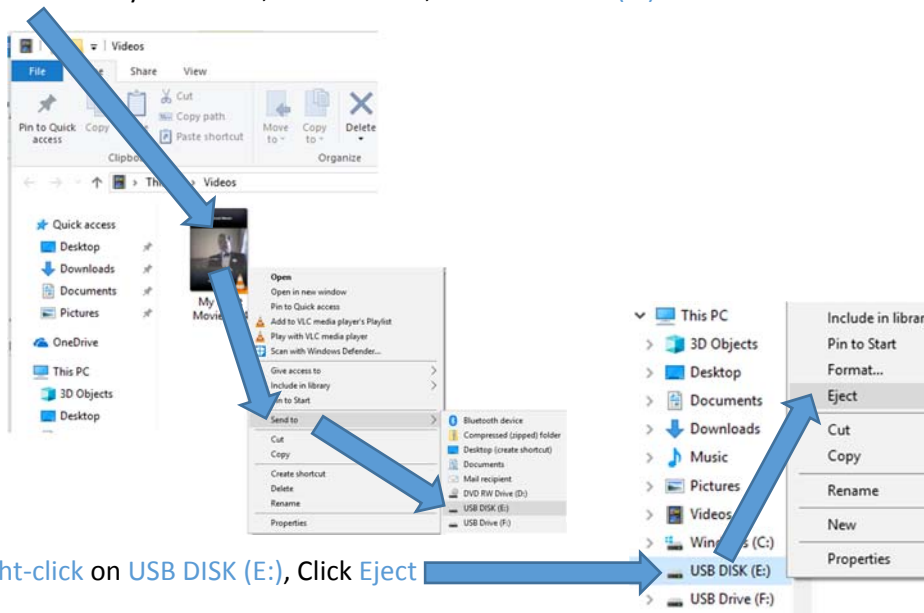 Videos
File
Share
View
Pin to Quick access
Copy
Cut
Copy path
Paste shortcut
Move to
Copy to
Delete
Organize
Videos
Quick access
Desktop
Downloads
Documents
Pictures
OneDrive
This PC
3D Objects
Desktop
My
Open
Open in new window
Pin to Quick access
Add to VLC media player's Playlist
Play with VLC media player
Scan with Windows Defender...
Give access to
Include in library
to Start
Send to
Cut
Copy
Create shortcut
Delete
Rename
Properties
Bluetooth device
Compressed (zipped) folder
Desktop (create shortcut)
Documents
Mail recipient
DVD RW Drive (D:)
USB DISK (E:)
USB Drive (F:)
This PC
3D Objects
Desktop
Documents
Downloads
Music
Pictures
Videos
(C:)
USB DISK (E:)
USB Drive (F:)
Include in librar
Pin to Start
Format...
Eject
Cut
Copy
Rename
New
Properties
ht-click on USB DISK (E:), Click Eject